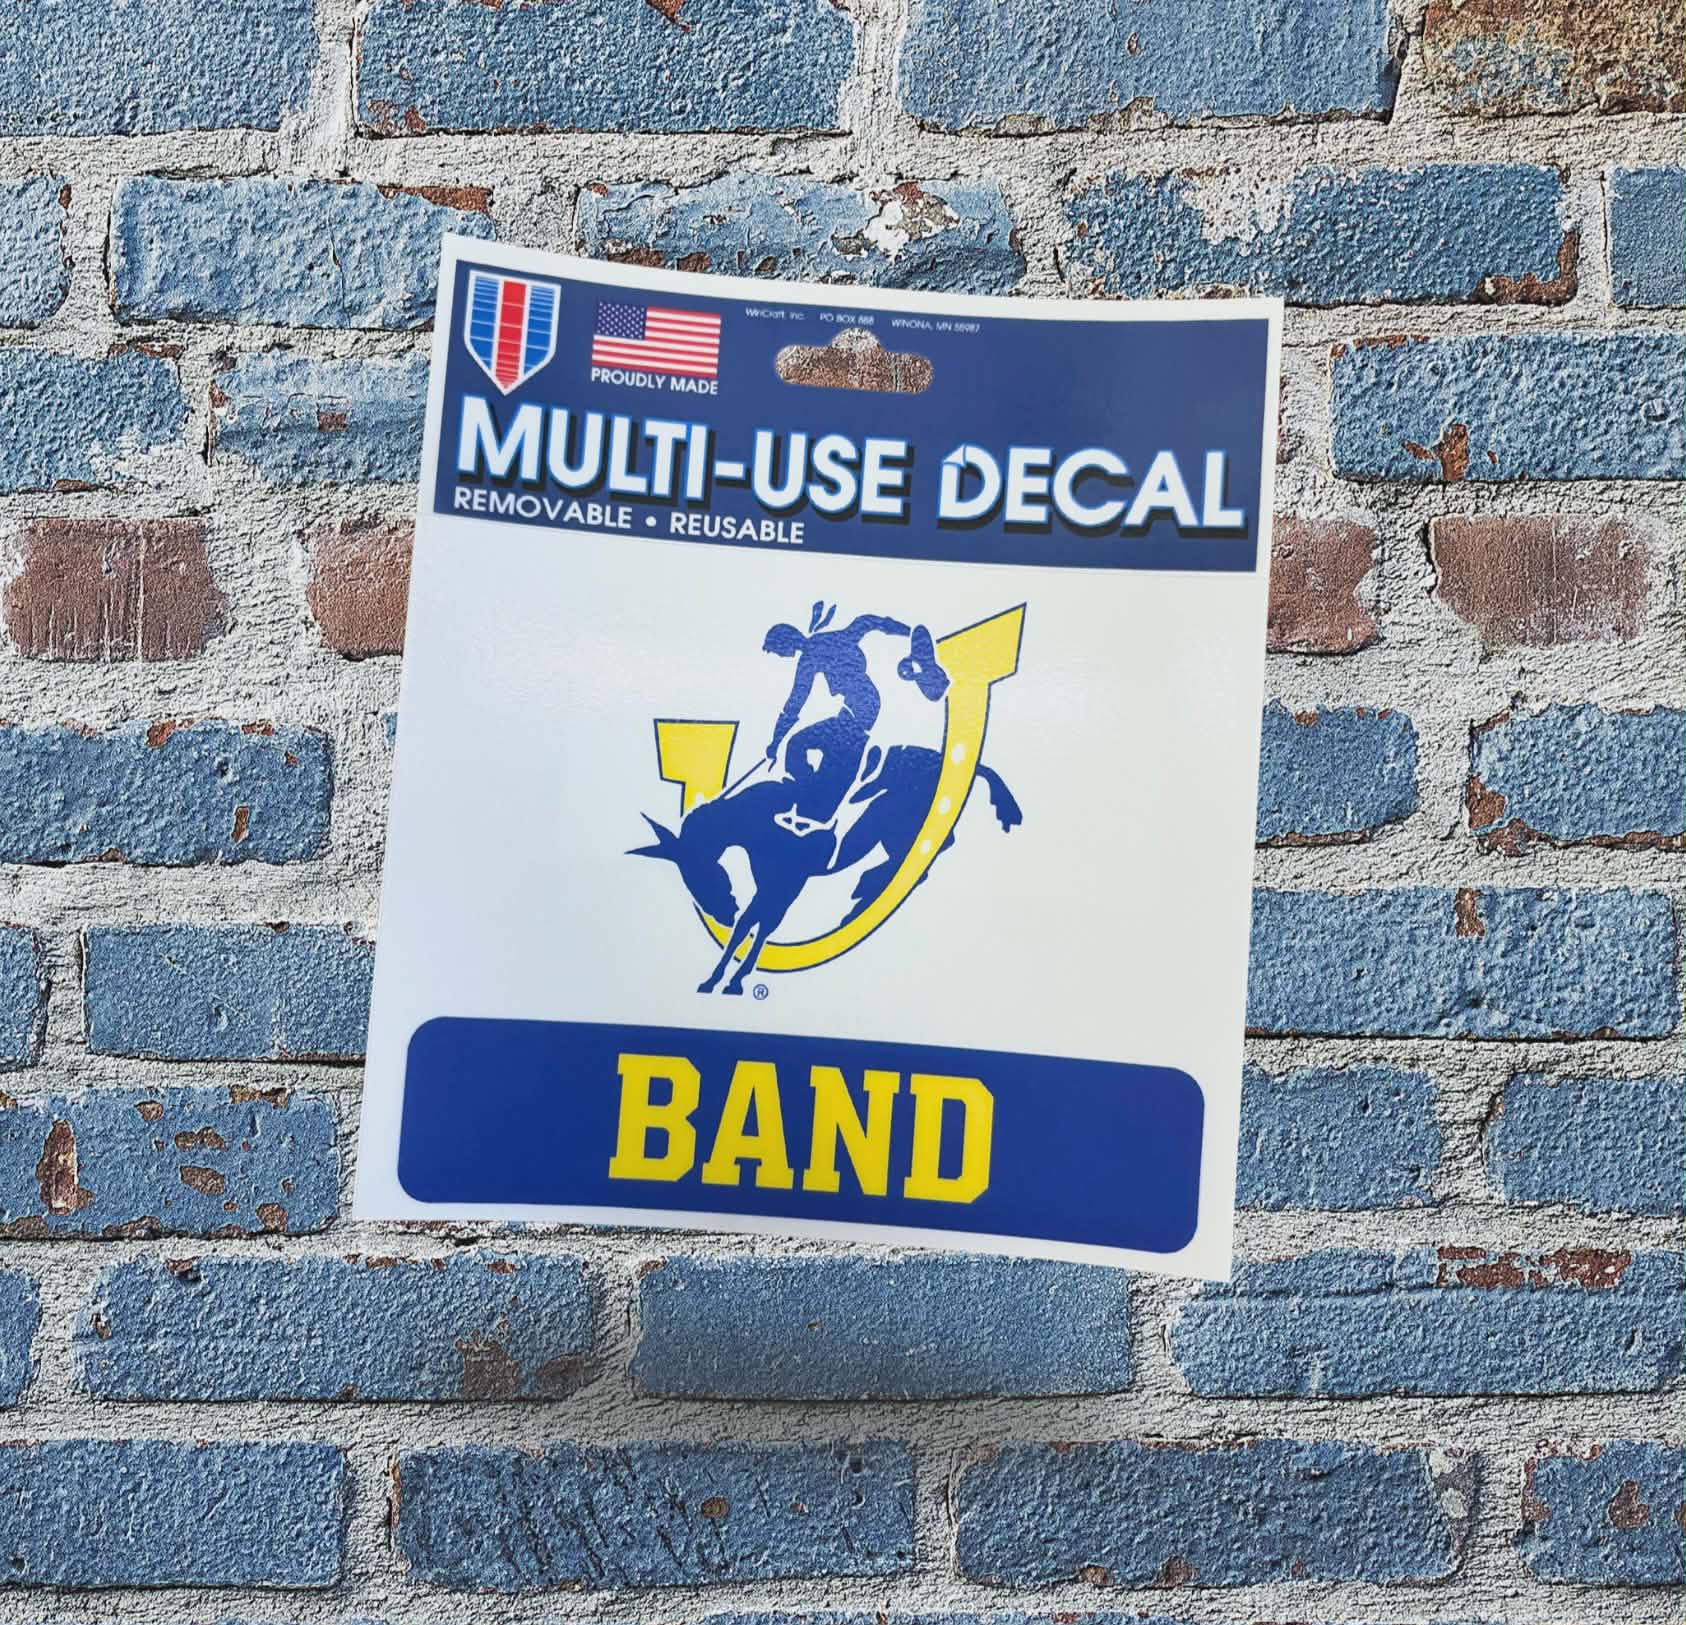 WinCraft, Inc. PO BOX 888 WINONA, MN 55987
PROUDLY MADE
MULTI-USE DECAL
REMOVABLE • REUSABLE
®
BAND